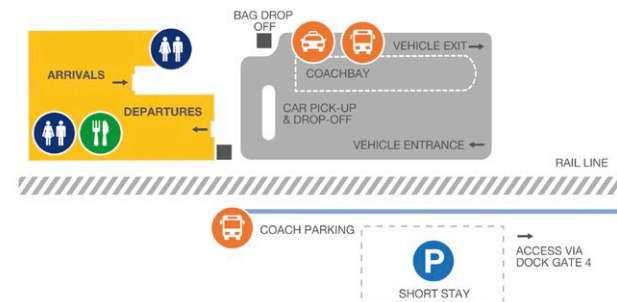 BAG DROP
OFF
VEHICLE EXIT
ARRIVALS
COACHBAY
DEPARTURES
CAR PICK-UP
& DROP-OFF
VEHICLE ENTRANCE
RAIL LINE
COACH PARKING
ACCESS VIA
DOCK GATE 4
P
SHORT STAY